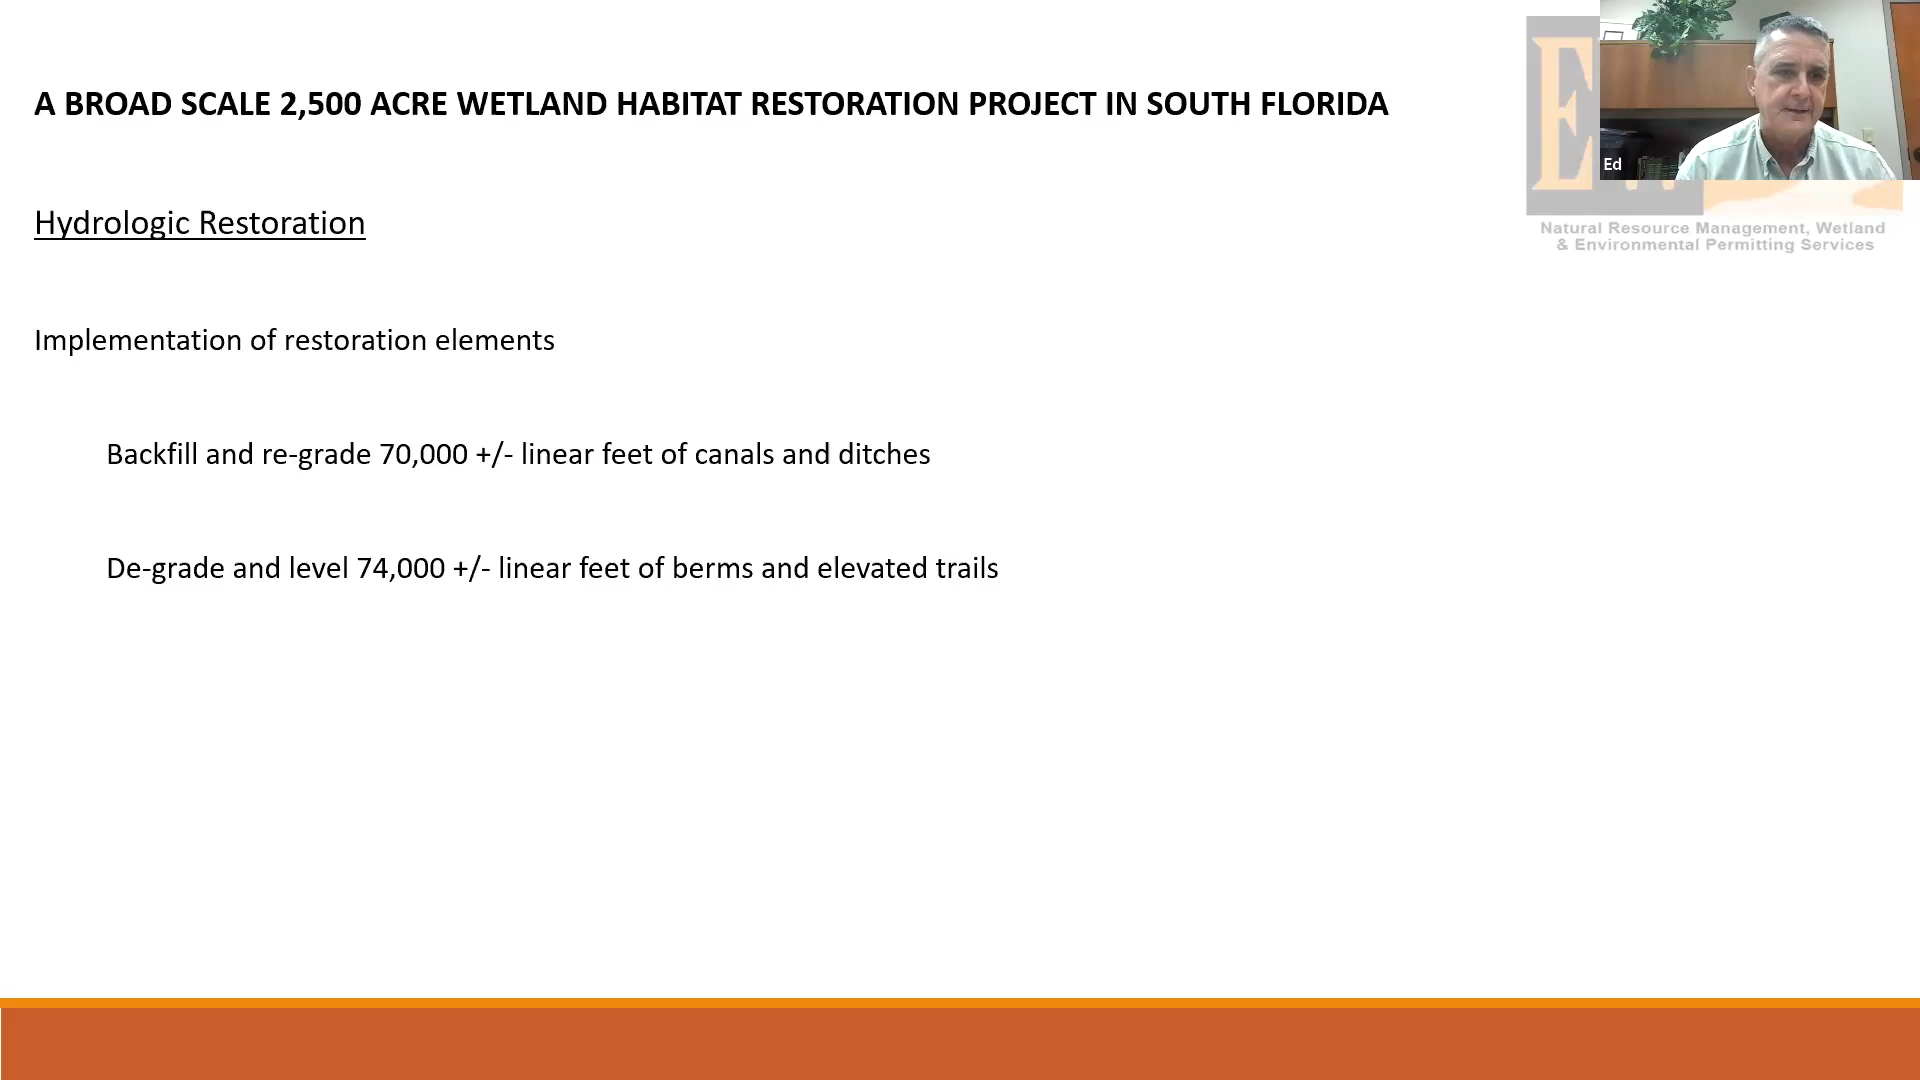 A BROAD SCALE 2,500 ACRE WETLAND HABITAT RESTORATION PROJECT IN SOUTH FLORIDA
Ed
Natural Resource Management, Wetland
& Environmental Permitting Services
Hydrologic Restoration
Implementation of restoration elements
Backfill and re-grade 70,000 +/- linear feet of canals and ditches
De-grade and level 74,000 +/- linear feet of berms and elevated trails